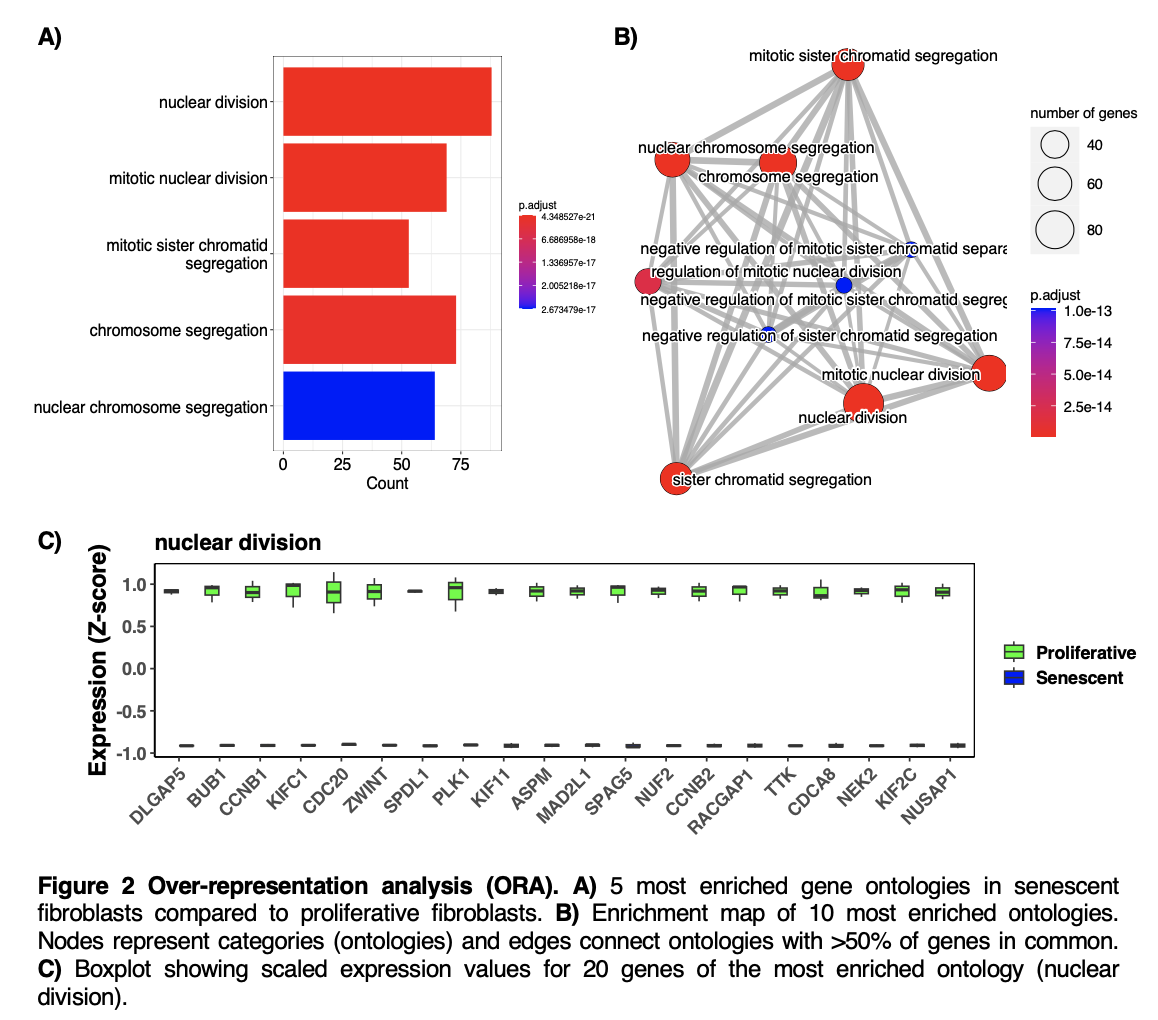 A)
nuclear division
mitotic nuclear division
mitotic sister chromatid
segregation
chromosome segregation
nuclear chromosome segregation
0 25 50 75
Count
p.adjust
4.348527e-21
6.686958e-18
1.336957e-17
2.005218e-17
2.673479e-17
B)
mitotic sister chromatid segregation
nuclear chromosome segregation
chromosome segregation
negative regulation of mitotic sister chromatid separa
regulation of mitotic nuclear division
negative regulation of mitotic sister chromatid segreg
negative regulation of sister chromatid segregation
mitotic nuclear division
nuclear division
sister chromatid segregation
number of genes
40
60
80
p.adjust
1.0e-13
7.5e-14
5.0e-14
2.5e-14
C)
nuclear division
Expression (Z-score)
1.0
0.5
0.0
-0.5
-1.0
DLGAP5 BUB1 CCNB1 KIFC1 CDC20 ZWINT SPDL1 PLK1 KIF11 ASPM MAD2L1 SPAG5 NUF2 CCNB2 RACGAP1 TTK CDCA8 NEK2 KIF2C NUSAP1
Proliferative
Senescent
Figure 2 Over-representation analysis (ORA). A) 5 most enriched gene ontologies in senescent
fibroblasts compared to proliferative fibroblasts. B) Enrichment map of 10 most enriched ontologies.
Nodes represent categories (ontologies) and edges connect ontologies with >50% of genes in common.
C) Boxplot showing scaled expression values for 20 genes of the most enriched ontology (nuclear
division).